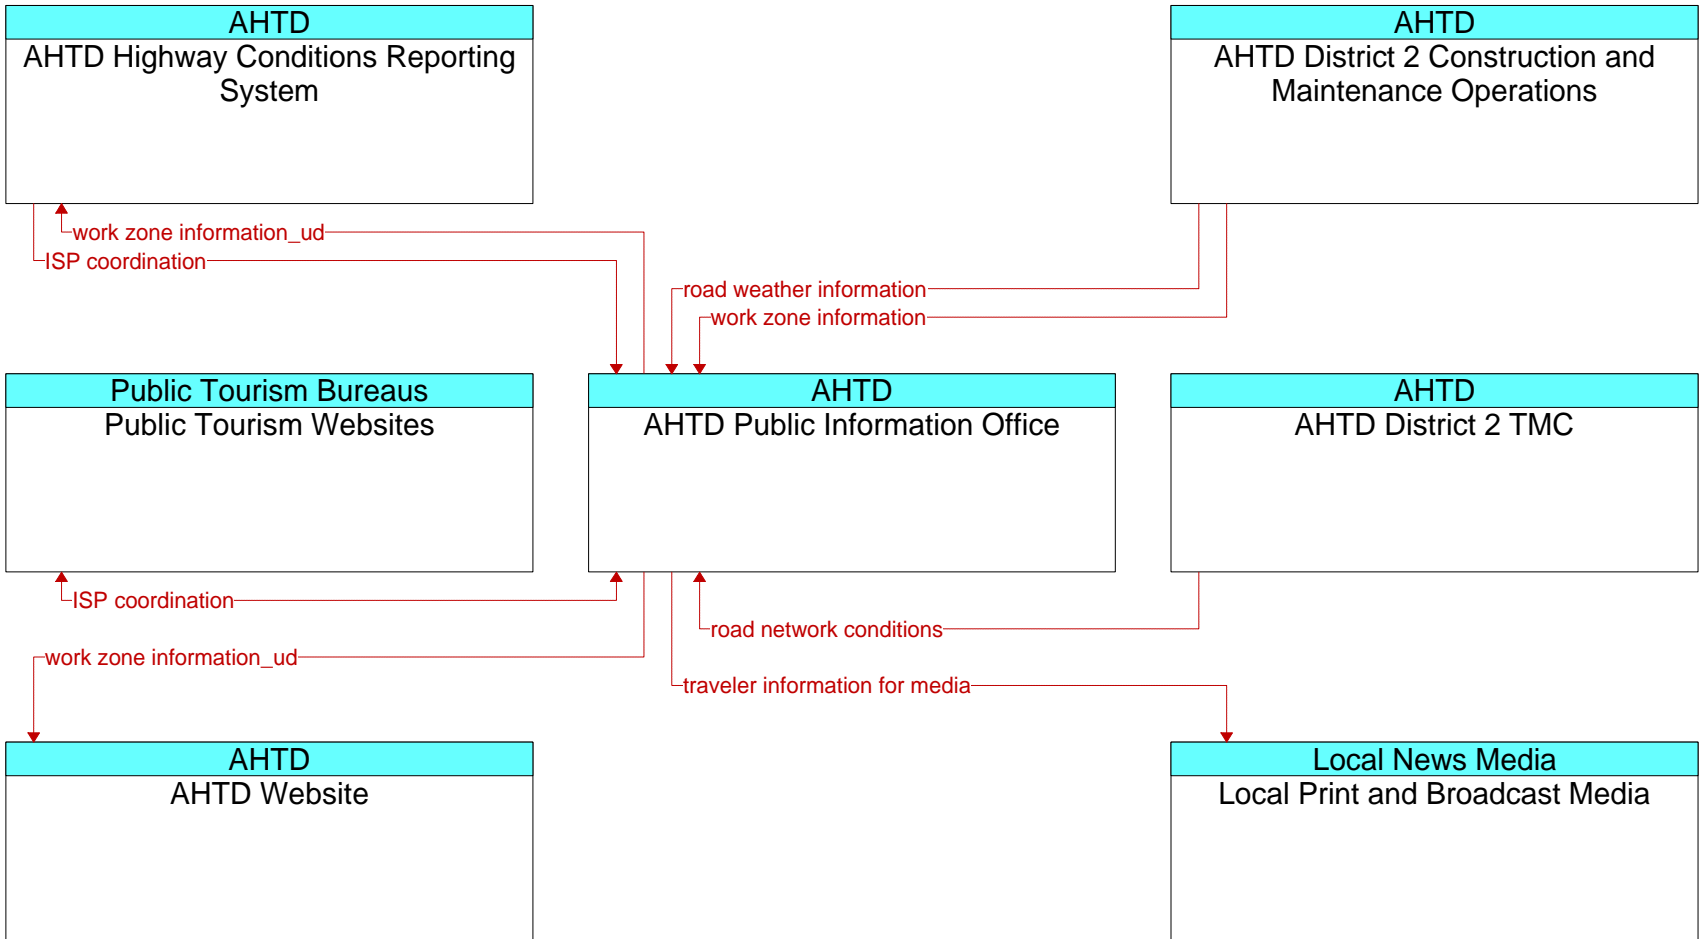 AHTD
AHTD Highway Conditions Reporting
System
AHTD
AHTD District 2 Construction and
Maintenance Operations
work zone information_ud
ISP coordination
road weather information
work zone information
Public Tourism Bureaus
Public Tourism Websites
AHTD
AHTD Public Information Office
AHTD
AHTD District 2 TMC
ISP coordination
road network conditions
work zone information_ud
traveler information for media
AHTD
AHTD Website
Local News Media
Local Print and Broadcast Media